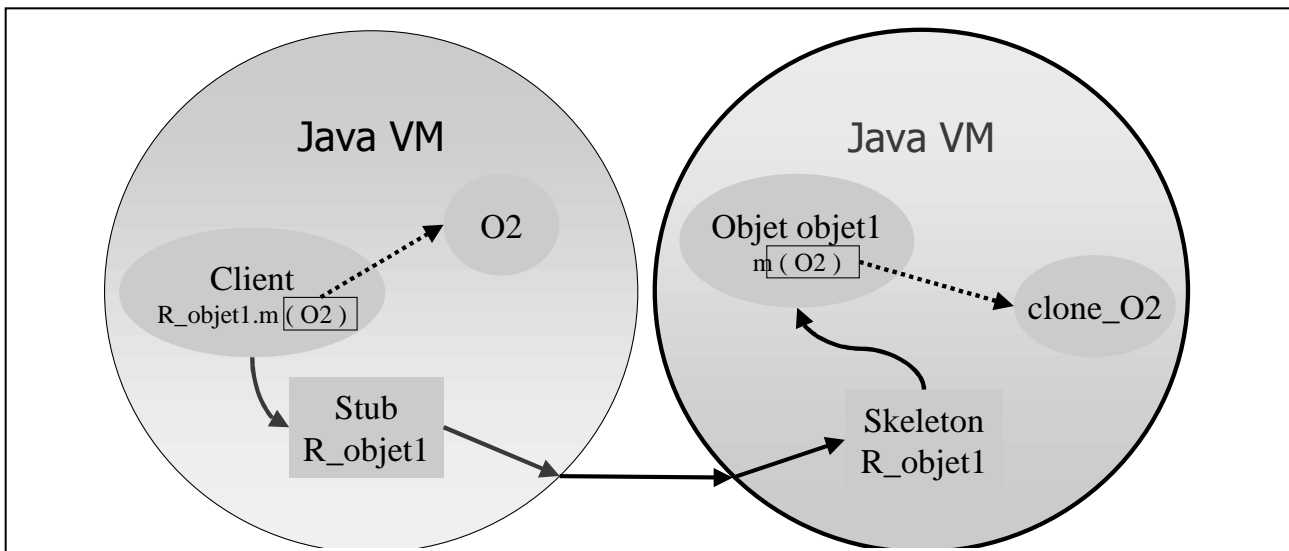 Java VM
O2
Client
R_objet1.m ( O2 )
Stub
R_objet1
Java VM
Objet objet1
m ( O2 )
clone_O2
Skeleton
R_objet1